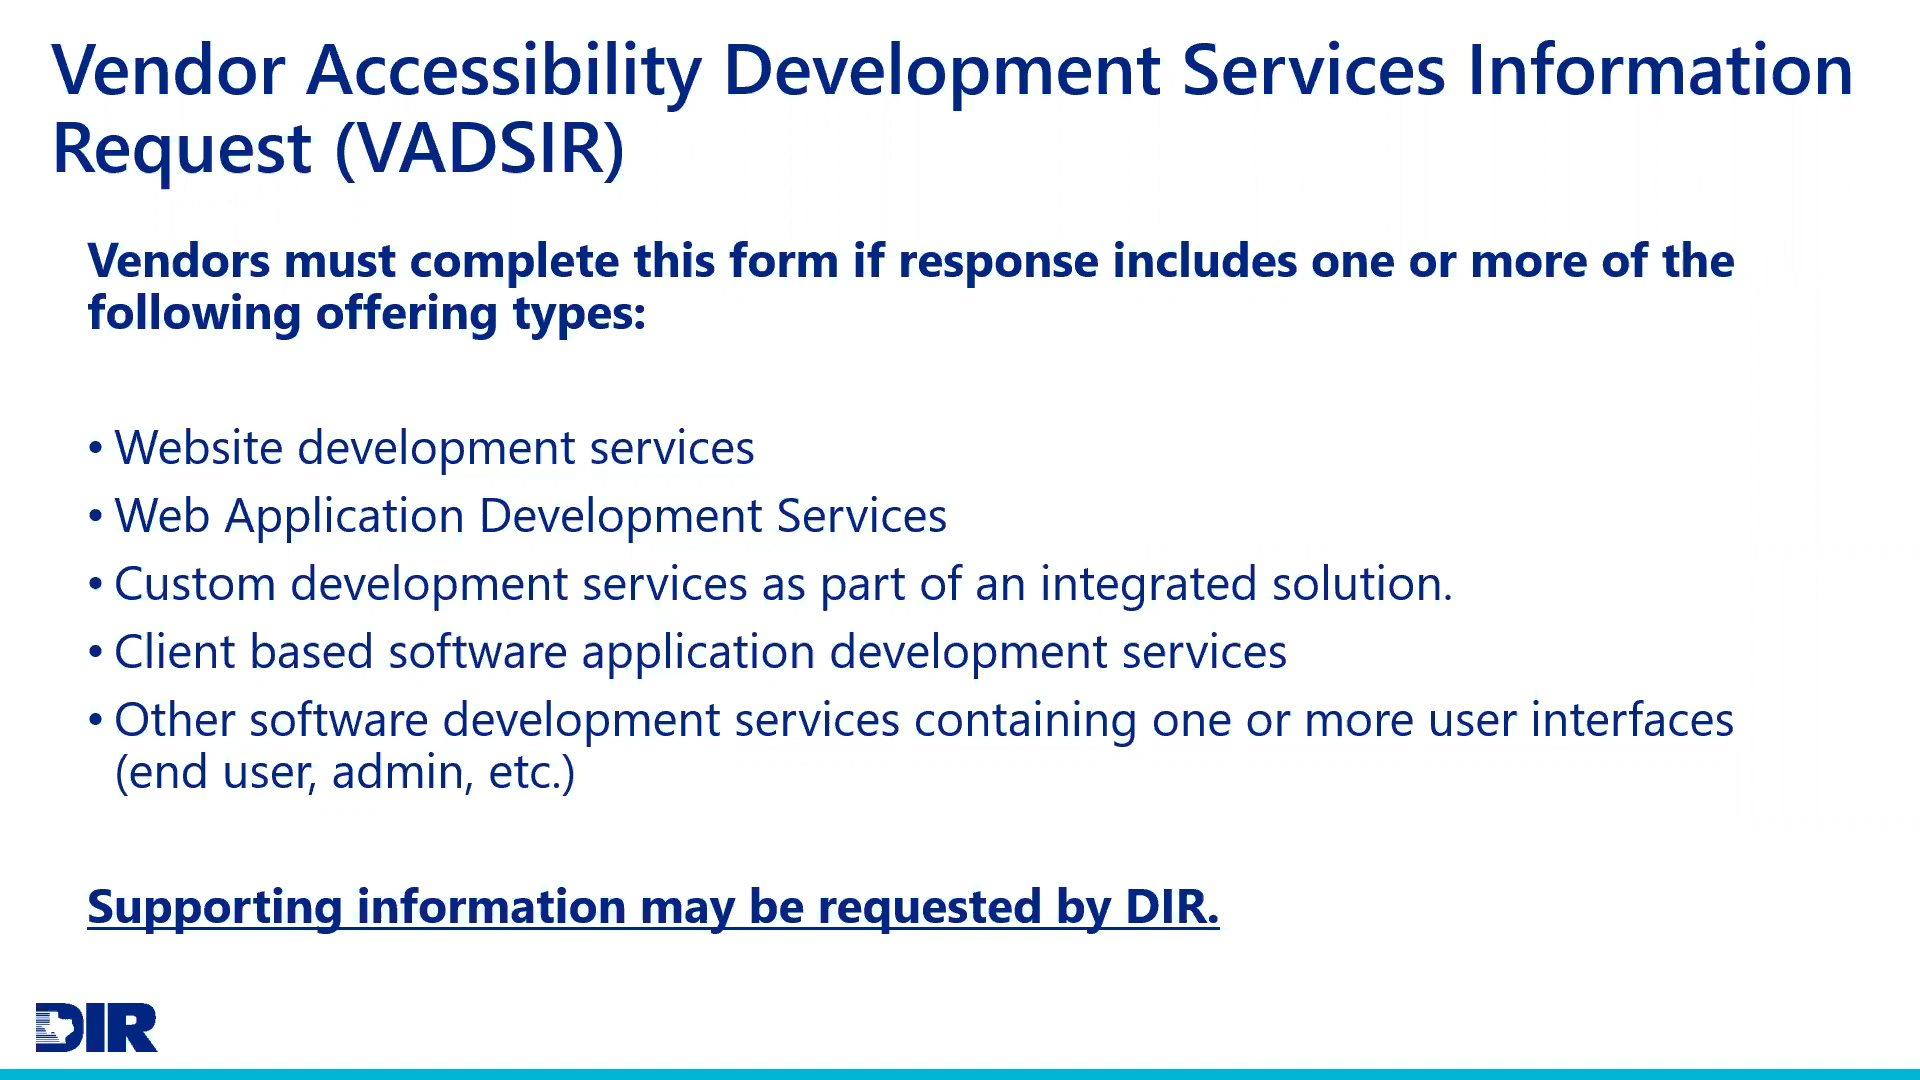 Vendor Accessibility Development Services Information
Request (VADSIR)
Vendors must complete this form if response includes one or more of the
following offering types:
• Website development services
• Web Application Development Services
• Custom development services as part of an integrated solution.
• Client based software application development services
• Other software development services containing one or more user interfaces
(end user, admin, etc.)
Supporting information may be requested by DIR.
DIR